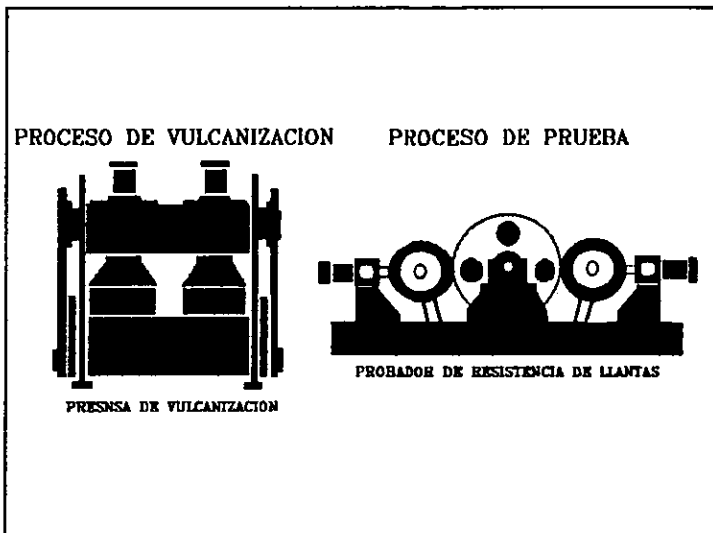 PROCESO DE VULCANIZACION
PROCESO DE PRUEBA
PRESNSA DE VULCANIZACION
PROBADOR DE RESISTENCIA DE LLANTAS